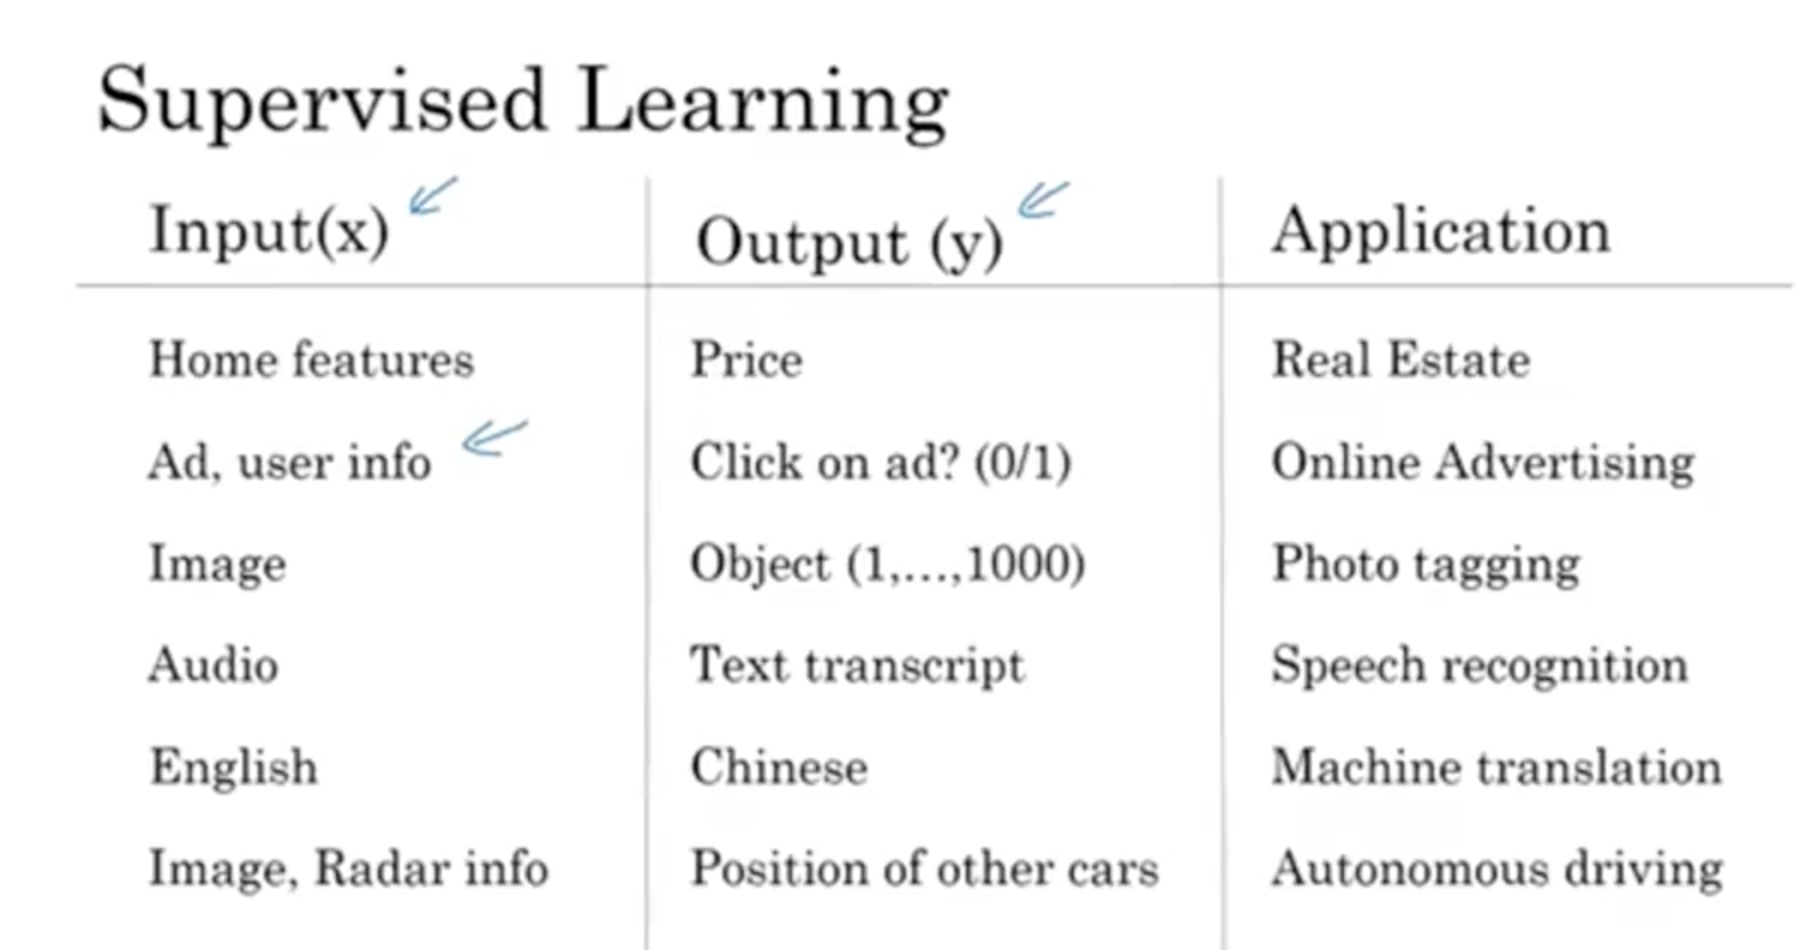 Supervised Learning
Input(x) Output (y) Application
Home features Price Real Estate
Ad, user info Click on ad? (0/1) Online Advertising
Image Object (1,...,1000) Photo tagging
Audio Text transcript Speech recognition
English Chinese Machine translation
Image, Radar info Position of other cars Autonomous driving